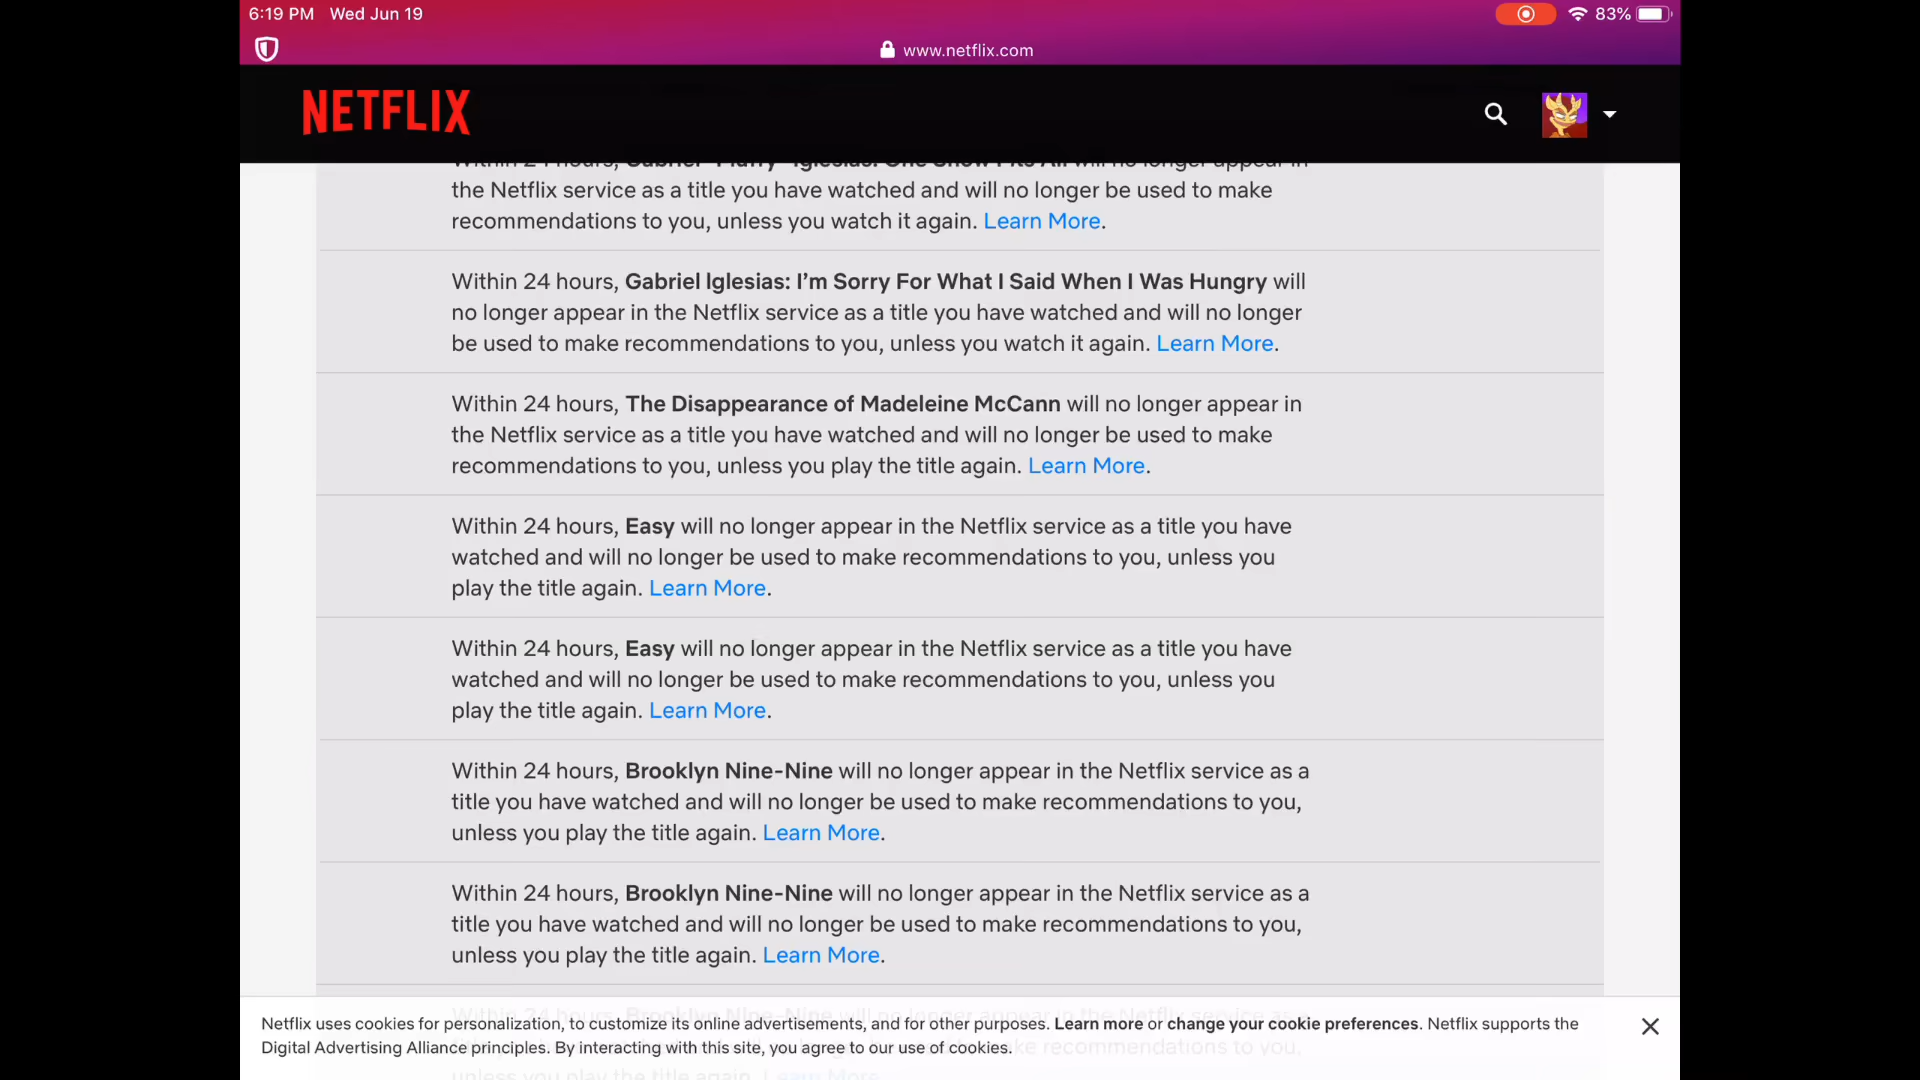 6:19 PM Wed Jun 19
83%
www.netflix.com
NETFLIX
Within 24 hours, Gabriel "Fluffy" Iglesias: One Show Fits All will no longer appear in
the Netflix service as a title you have watched and will no longer be used to make
recommendations to you, unless you watch it again. Learn More.
Within 24 hours, Gabriel Iglesias: I’m Sorry For What I Said When I Was Hungry will
no longer appear in the Netflix service as a title you have watched and will no longer
be used to make recommendations to you, unless you watch it again. Learn More.
Within 24 hours, The Disappearance of Madeleine McCann will no longer appear in
the Netflix service as a title you have watched and will no longer be used to make
recommendations to you, unless you play the title again. Learn More.
Within 24 hours, Easy will no longer appear in the Netflix service as a title you have
watched and will no longer be used to make recommendations to you, unless you
play the title again. Learn More.
Within 24 hours, Easy will no longer appear in the Netflix service as a title you have
watched and will no longer be used to make recommendations to you, unless you
play the title again. Learn More.
Within 24 hours, Brooklyn Nine-Nine will no longer appear in the Netflix service as a
title you have watched and will no longer be used to make recommendations to you,
unless you play the title again. Learn More.
Within 24 hours, Brooklyn Nine-Nine will no longer appear in the Netflix service as a
title you have watched and will no longer be used to make recommendations to you,
unless you play the title again. Learn More.
Netflix uses cookies for personalization, to customize its online advertisements, and for other purposes. Learn more or change your cookie preferences. Netflix supports the
Digital Advertising Alliance principles. By interacting with this site, you agree to our use of cookies.